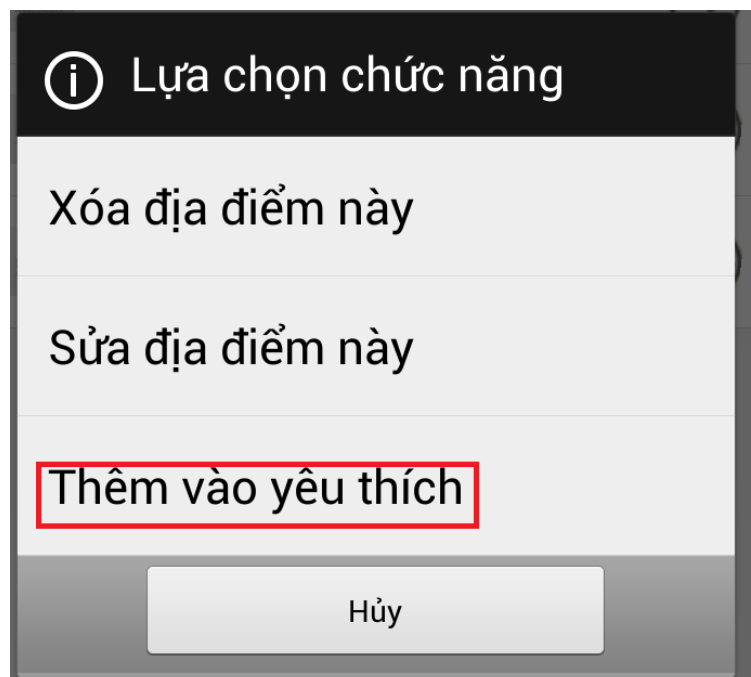 Lựa chọn chức năng
Xóa địa điểm này
Sửa địa điểm này
Thêm vào yêu thích
Hủy